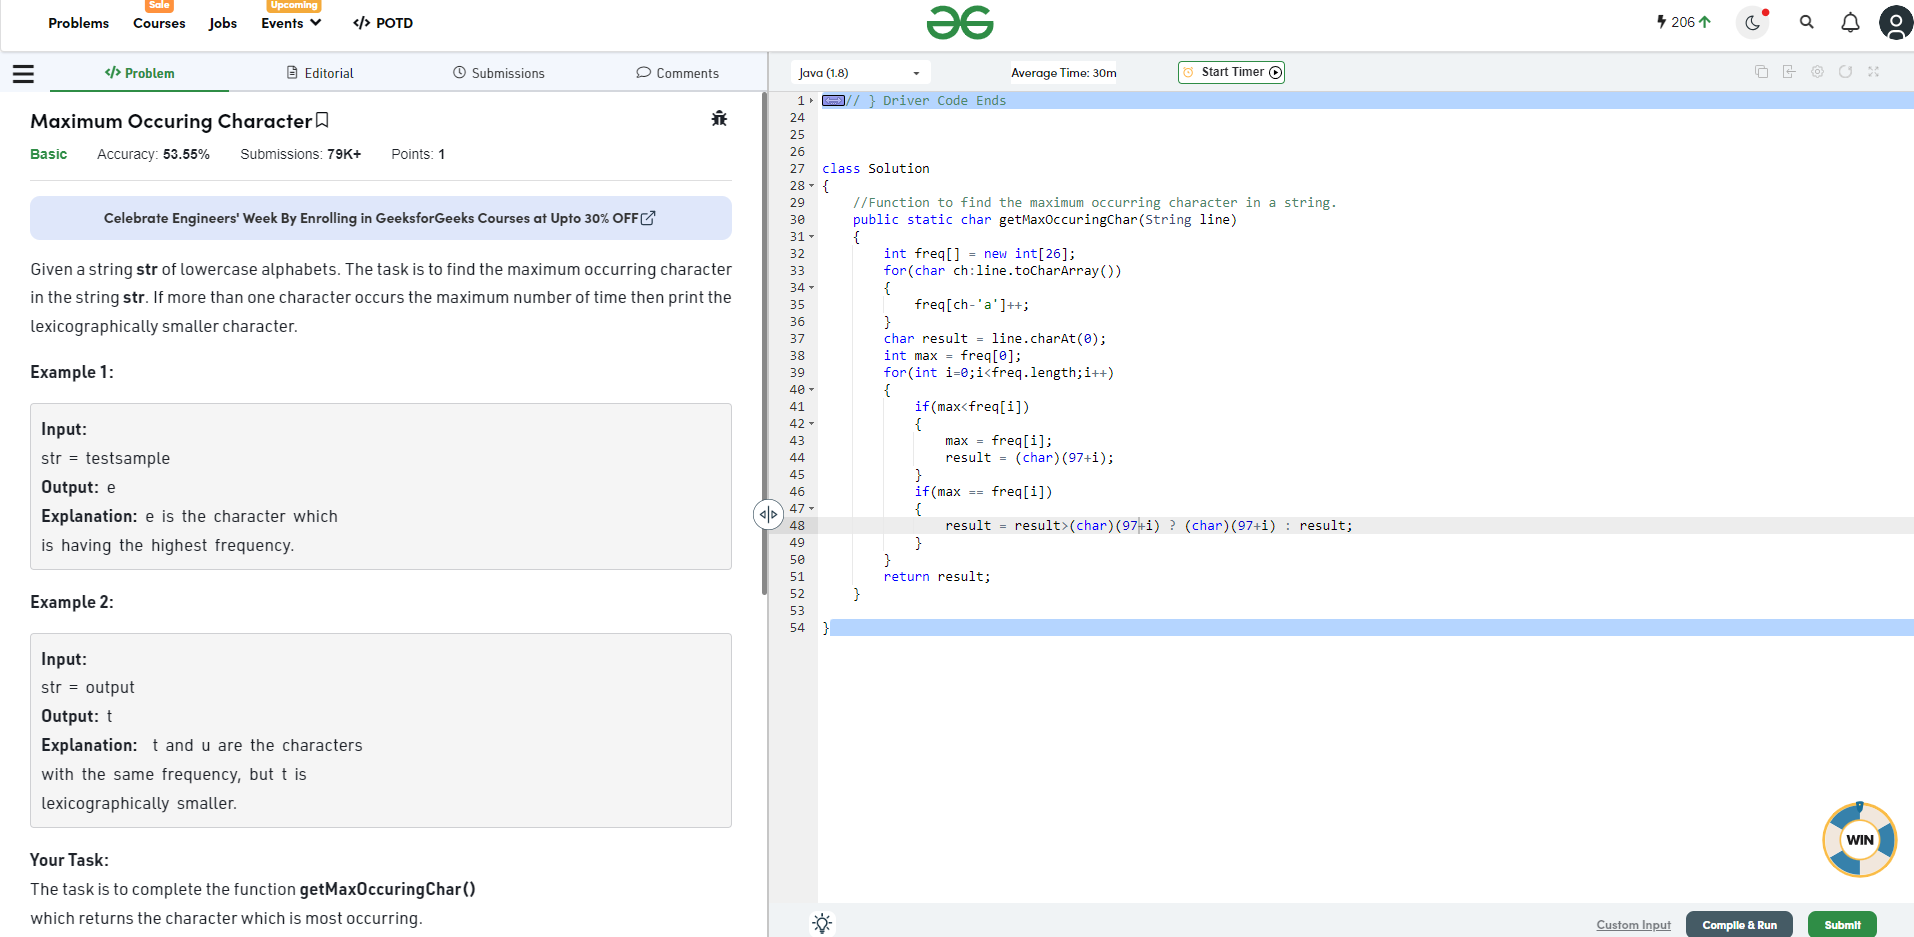 Sale
Upcoming
Problems Courses Jobs Events </> POTD
206
</> Problem Editorial Submissions Comments
Java (1.8) Average Time: 30m Start Timer
Maximum Occuring Character
Basic Accuracy: 53.55% Submissions: 79K+ Points: 1
Celebrate Engineers' Week By Enrolling in GeeksforGeeks Courses at Upto 30% OFF
Given a string str of lowercase alphabets. The task is to find the maximum occurring character
in the string str. If more than one character occurs the maximum number of time then print the
lexicographically smaller character.
Example 1:
Input:
str = testsample
Output: e
Explanation: e is the character which
is having the highest frequency.
Example 2:
Input:
str = output
Output: t
Explanation: t and u are the characters
with the same frequency, but t is
lexicographically smaller.
Your Task:
The task is to complete the function getMaxOccuringChar()
which returns the character which is most occurring.
1 // } Driver Code Ends
24
25
26
27 class Solution
28 {
29 //Function to find the maximum occurring character in a string.
30 public static char getMaxOccuringChar(String line)
31 {
32 int freq[] = new int[26];
33 for(char ch:line.toCharArray())
34 {
35 freq[ch-'a']++;
36 }
37 char result = line.charAt(0);
38 int max = freq[0];
39 for(int i=0;i<freq.length;i++)
40 {
41 if(max<freq[i])
42 {
43 max = freq[i];
44 result = (char)(97+i);
45 }
46 if(max == freq[i])
47 {
48 result = result>(char)(97+i) ? (char)(97+i) : result;
49 }
50 }
51 return result;
52 }
53
54 }
WIN
Custom Input Compile & Run Submit